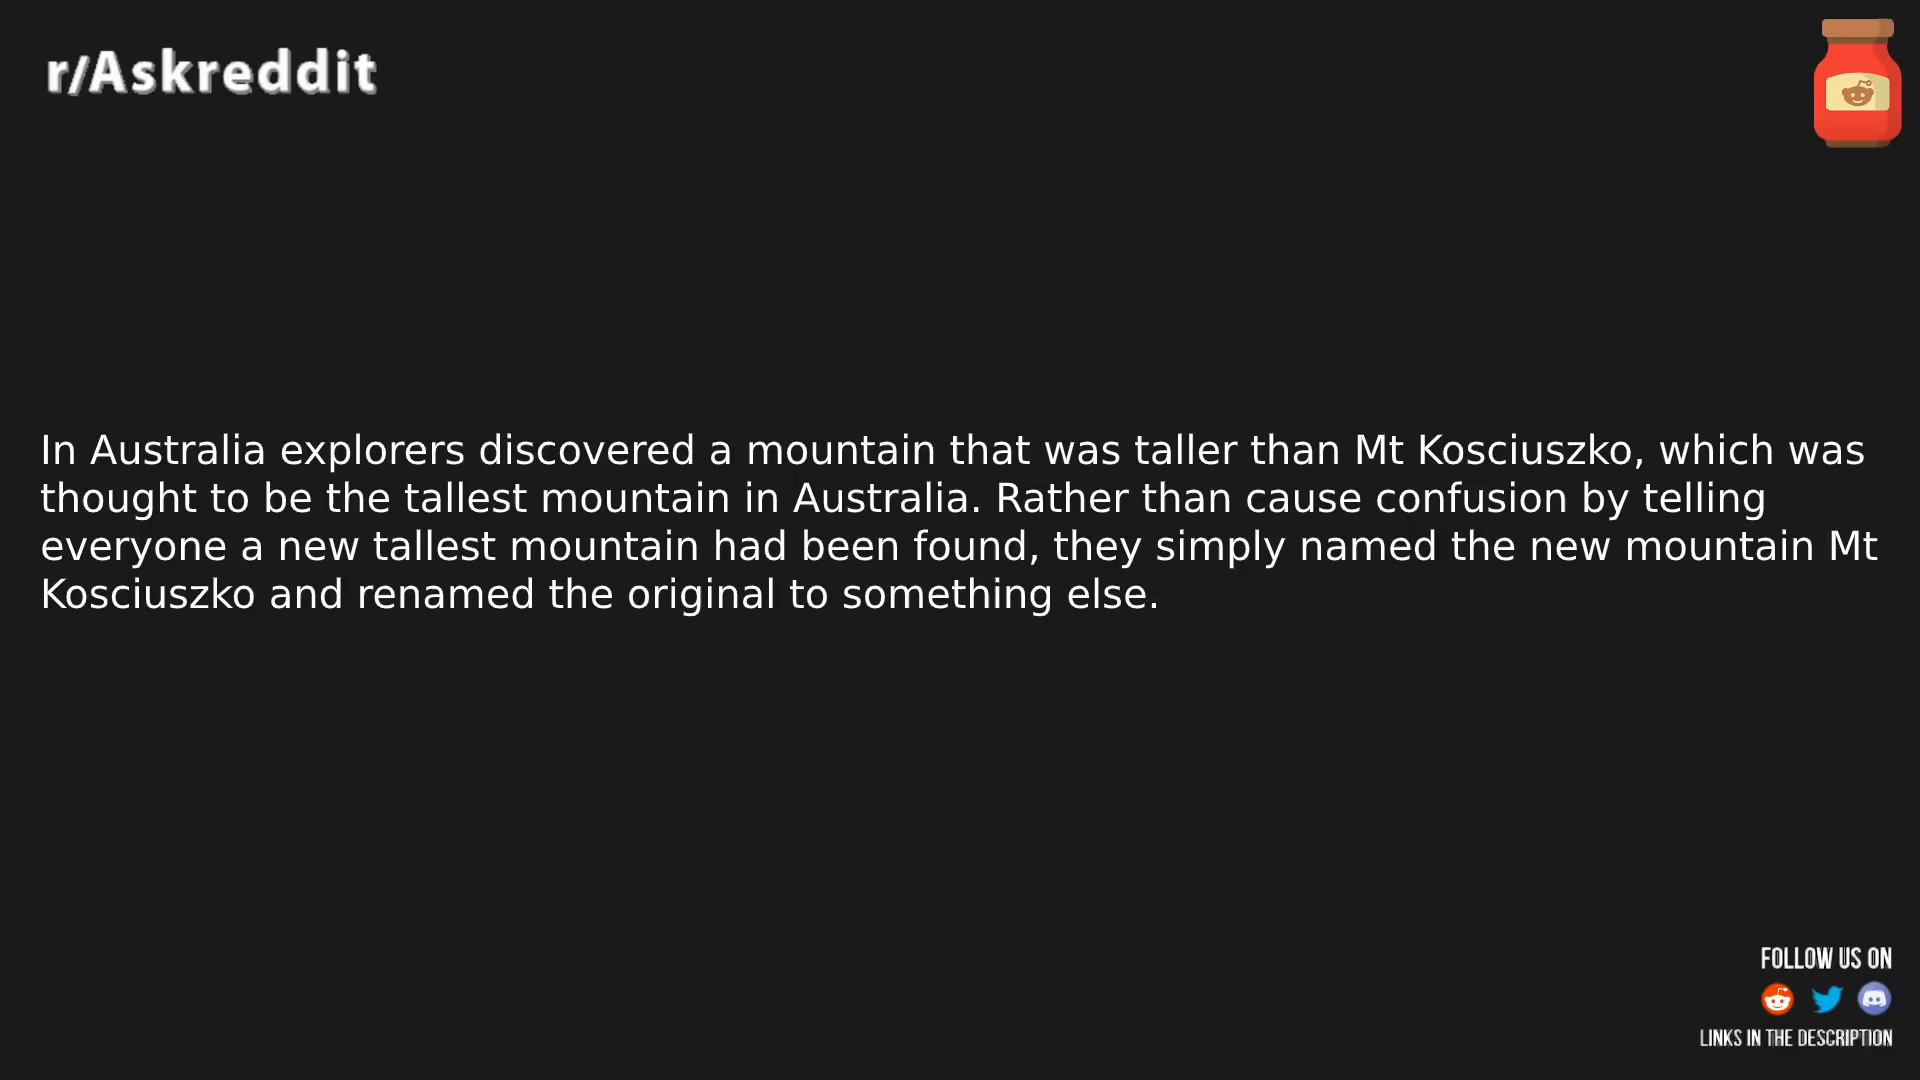 r/Askreddit
In Australia explorers discovered a mountain that was taller than Mt Kosciuszko, which was
thought to be the tallest mountain in Australia. Rather than cause confusion by telling
everyone a new tallest mountain had been found, they simply named the new mountain Mt
Kosciuszko and renamed the original to something else.
FOLLOW US ON
LINKS IN THE DESCRIPTION